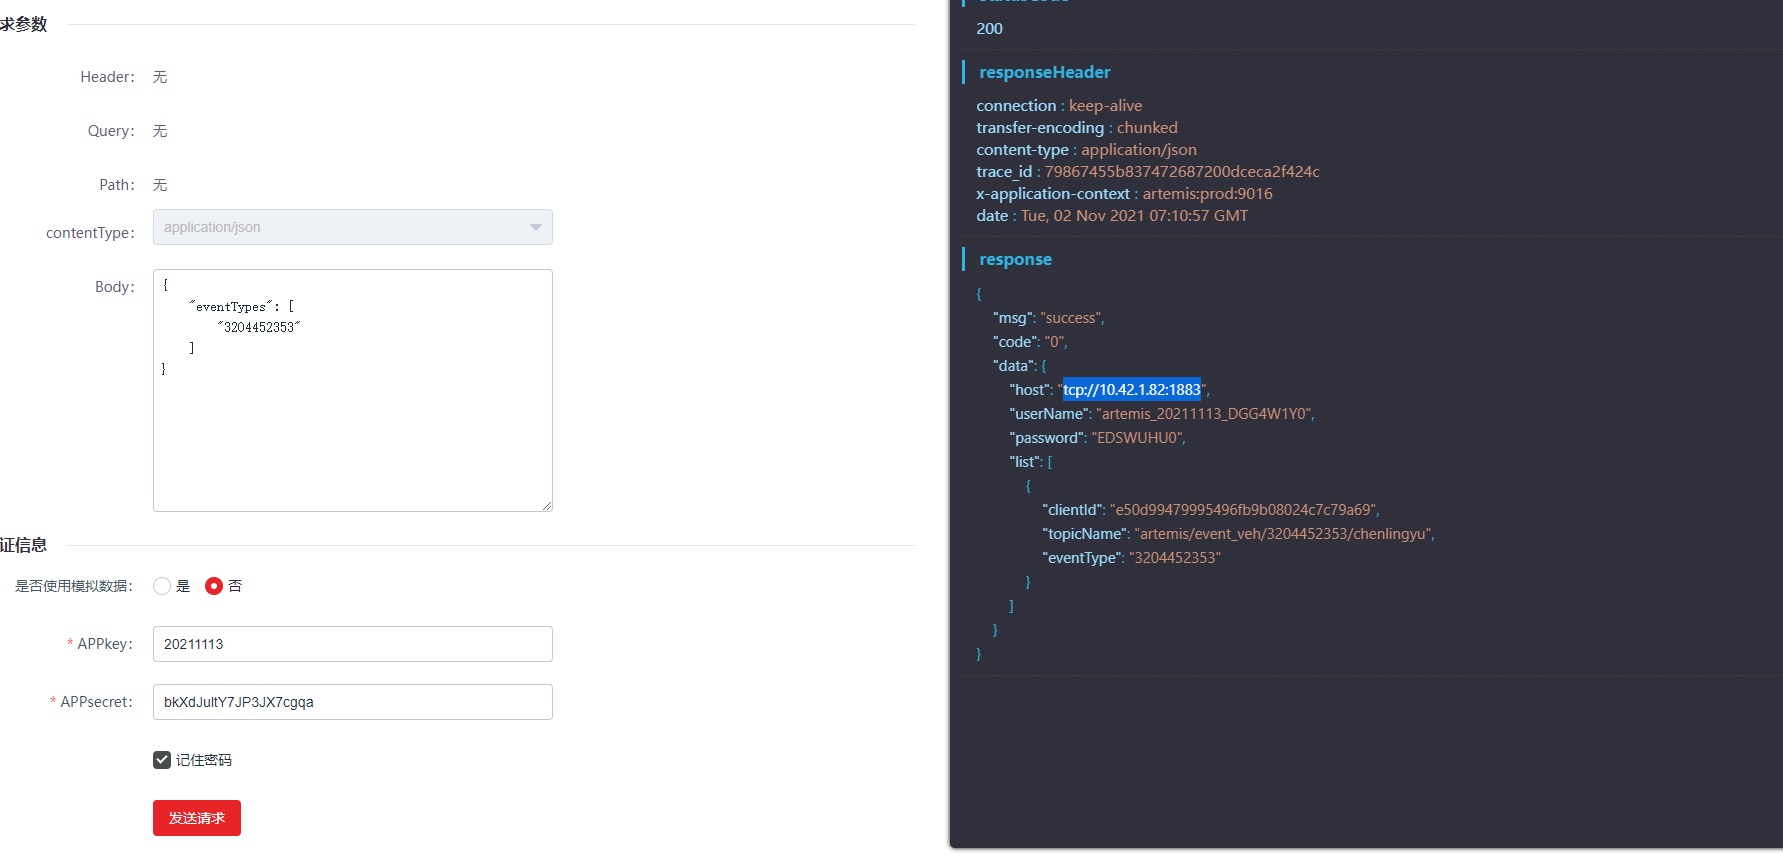 求参数
Header: 无
Query: 无
Path: 无
contentType: application/json
Body: {
"eventTypes": [
"3204452353"
]
}
证信息
是否使用模拟数据: 是 否
* APPkey: 20211113
* APPsecret: bkXdJultY7JP3JX7cgqa
记住密码
发送请求
200
responseHeader
connection : keep-alive
transfer-encoding : chunked
content-type : application/json
trace_id : 79867455b837472687200dceca2f424c
x-application-context : artemis:prod:9016
date : Tue, 02 Nov 2021 07:10:57 GMT
response
{
"msg": "success",
"code": "0",
"data": {
"host": "tcp://10.42.1.82:1883",
"userName": "artemis_20211113_DGG4W1Y0",
"password": "EDSWUHU0",
"list": [
{
"clientId": "e50d99479995496fb9b08024c7c79a69",
"topicName": "artemis/event_veh/3204452353/chenlingyu",
"eventType": "3204452353"
}
]
}
}